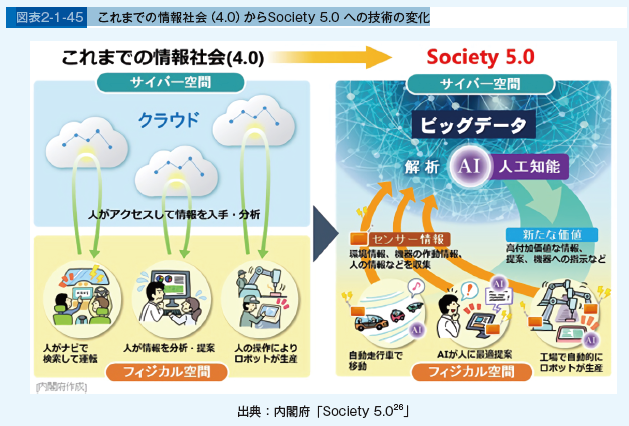 図表2-1-45 これまでの情報社会(4.0)からSociety 5.0 への技術の変化
これまでの情報社会(4.0)
サイバー空間
クラウド
人がアクセスして情報を入手・分析
人がナビで
検索して運転
人が情報を分析・提案
人の操作により
ロボットが生産
フィジカル空間
[内閣府作成]
Society 5.0
サイバー空間
ビッグデータ
解析 AI 人工知能
センサー情報
環境情報、機器の作動情報、
人の情報などを収集
新たな価値
高付加価値な情報、
提案、機器への指示など
AI
AI
AI
自動走行車で
移動
AIが人に最適提案
工場で自動的に
ロボットが生産
フィジカル空間
出典：内閣府「Society 5.0²⁶」